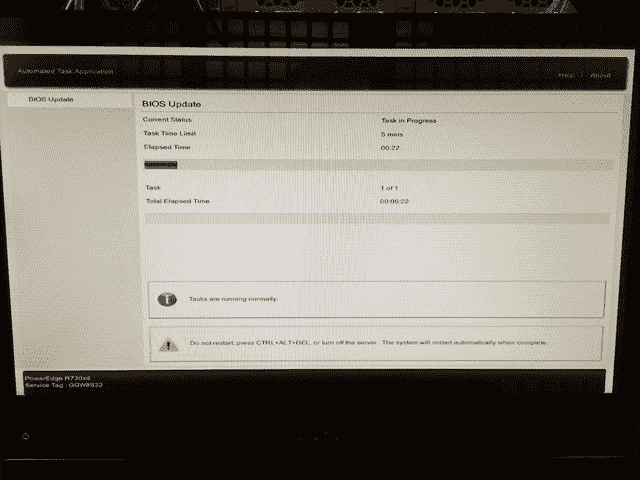 Automated Task Application
Help | About
BIOS Update
BIOS Update
Current Status Task in Progress
Task Time Limit 5 mins
Elapsed Time 00:22
Task 1 of 1
Total Elapsed Time 00:00:22
Tasks are running normally.
Do not restart, press CTRL+ALT+DEL, or turn off the server. The system will restart automatically when complete.
PowerEdge R730xd
Service Tag :